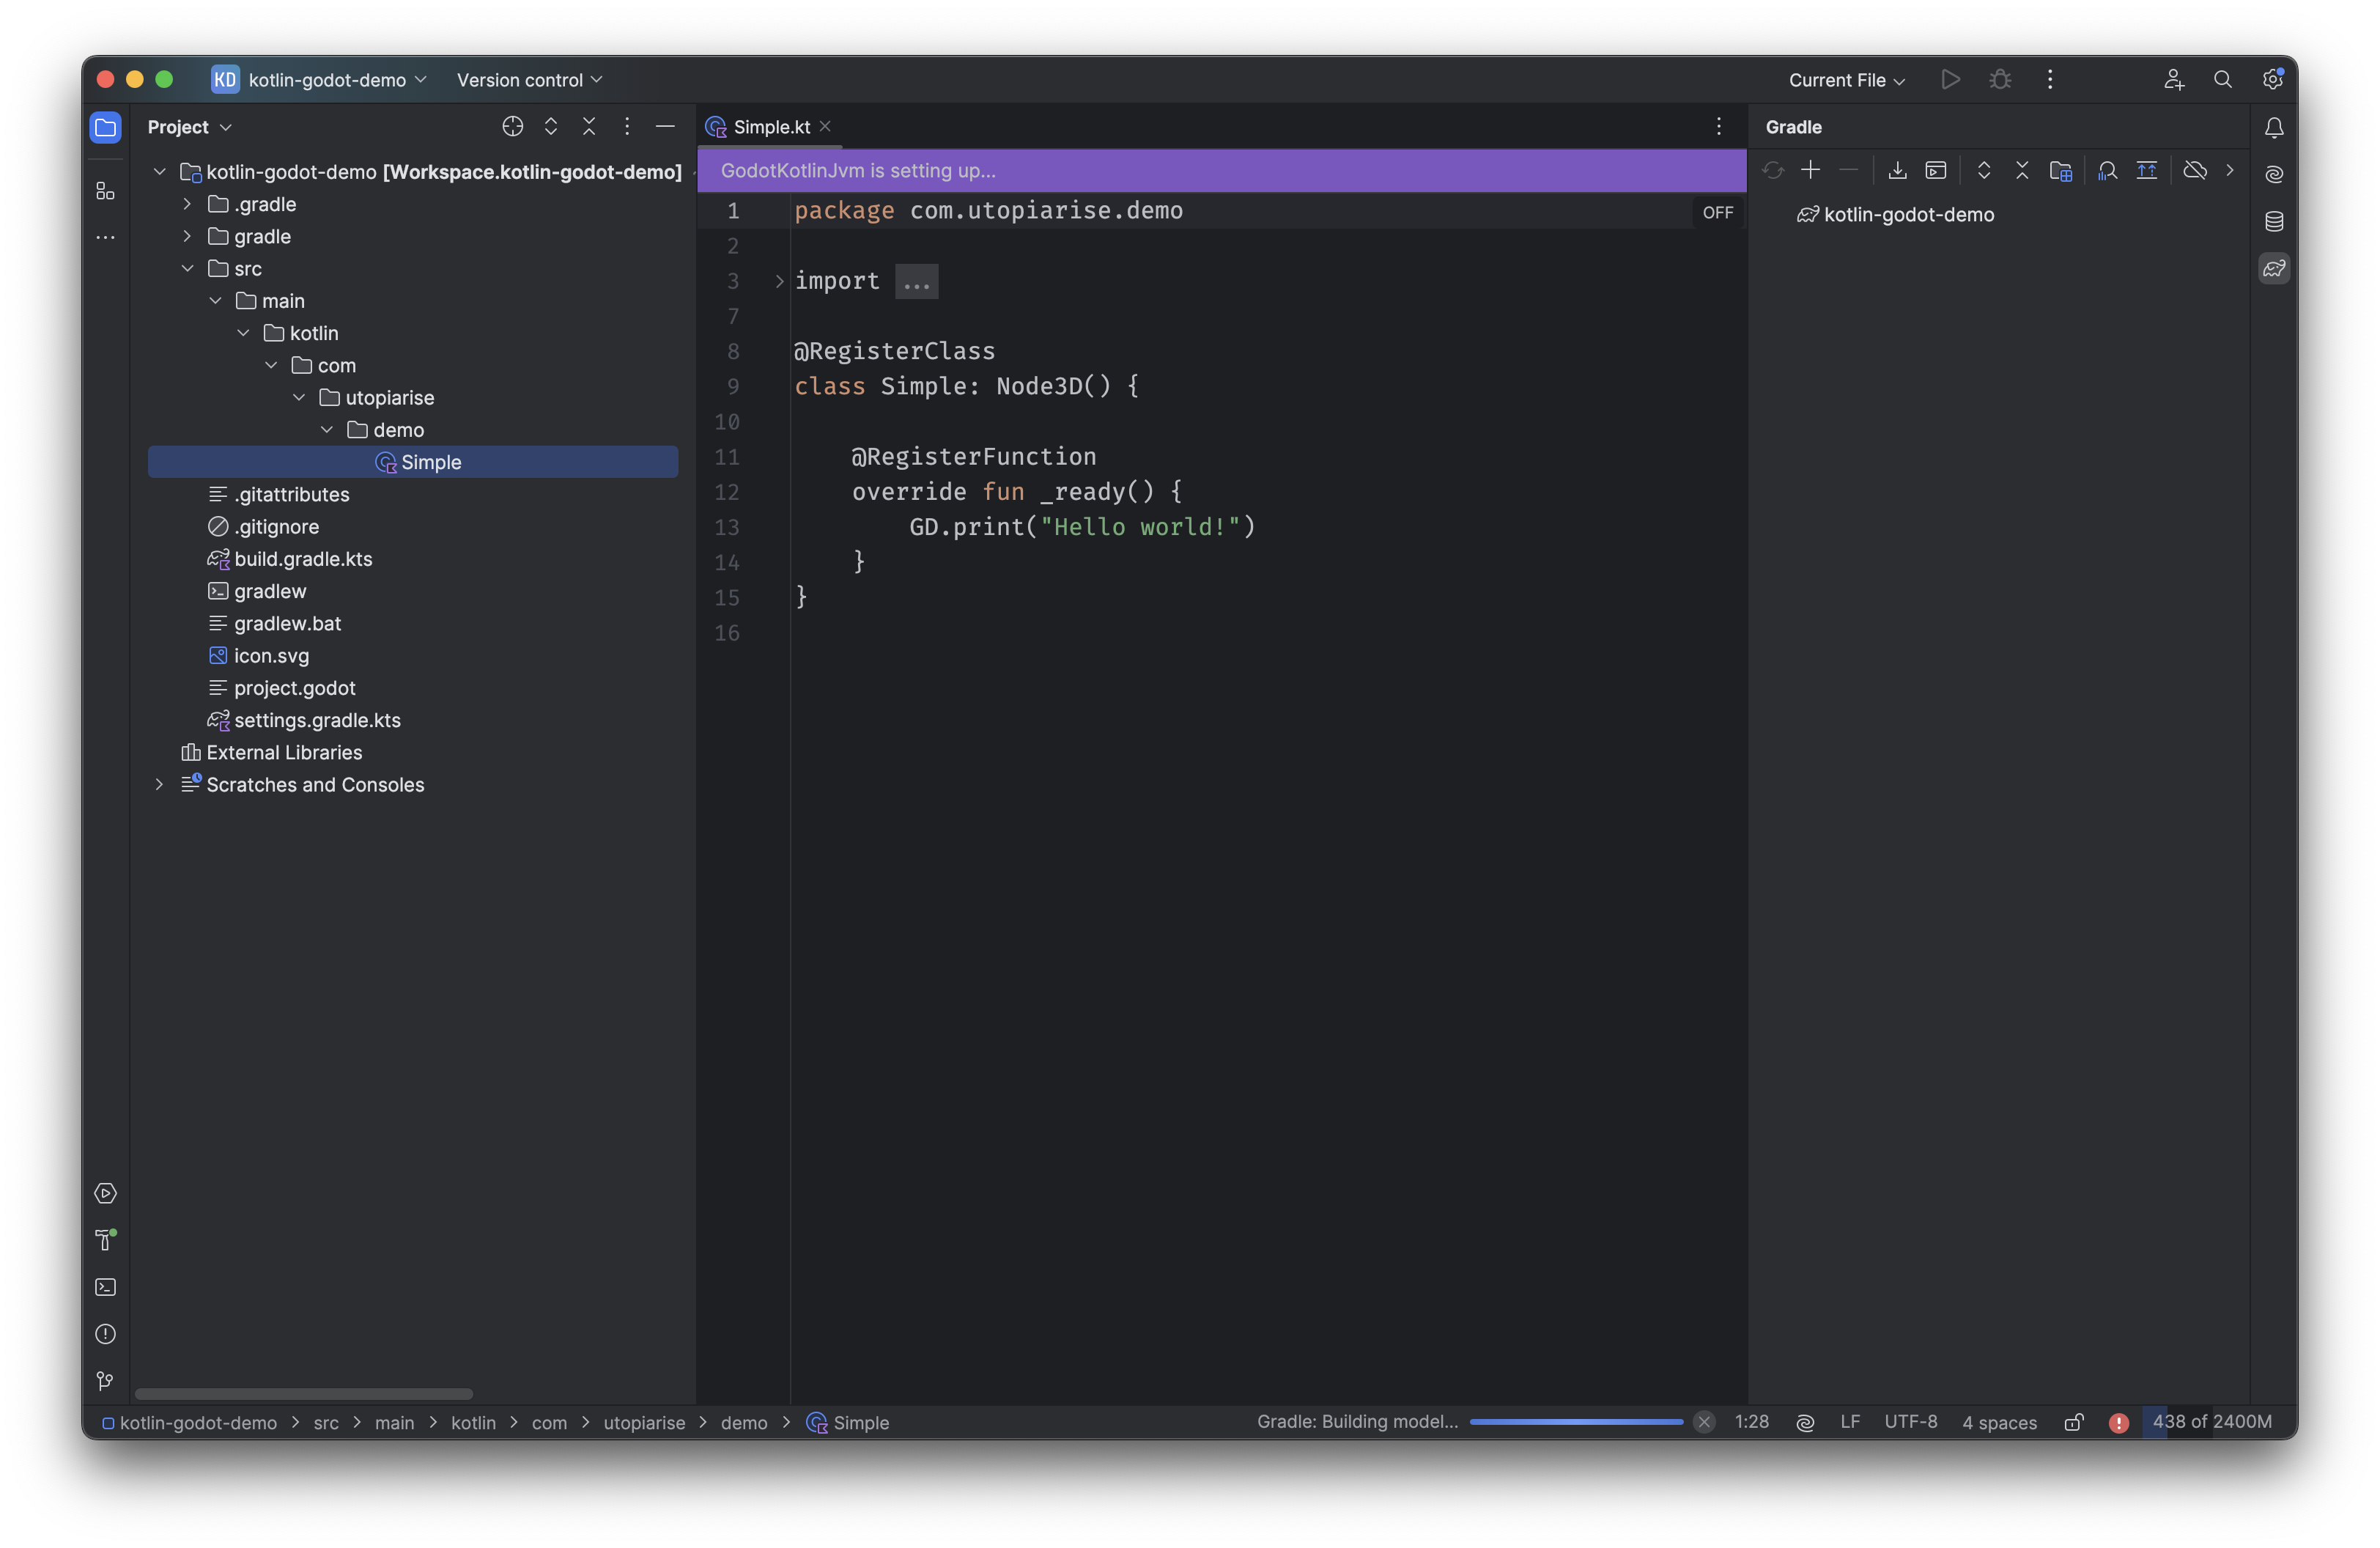 KD kotlin-godot-demo Version control Current File
Project
kotlin-godot-demo [Workspace.kotlin-godot-demo]
.gradle
gradle
src
main
kotlin
com
utopiarise
demo
Simple
.gitattributes
.gitignore
build.gradle.kts
gradlew
gradlew.bat
icon.svg
project.godot
settings.gradle.kts
External Libraries
Scratches and Consoles
Simple.kt
GodotKotlinJvm is setting up...
1 package com.utopiarise.demo OFF
2
3 import ...
7
8 @RegisterClass
9 class Simple: Node3D() {
10
11 @RegisterFunction
12 override fun _ready() {
13 GD.print("Hello world!")
14 }
15 }
16
Gradle
kotlin-godot-demo
kotlin-godot-demo > src > main > kotlin > com > utopiarise > demo > Simple Gradle: Building model... 1:28 LF UTF-8 4 spaces 438 of 2400M